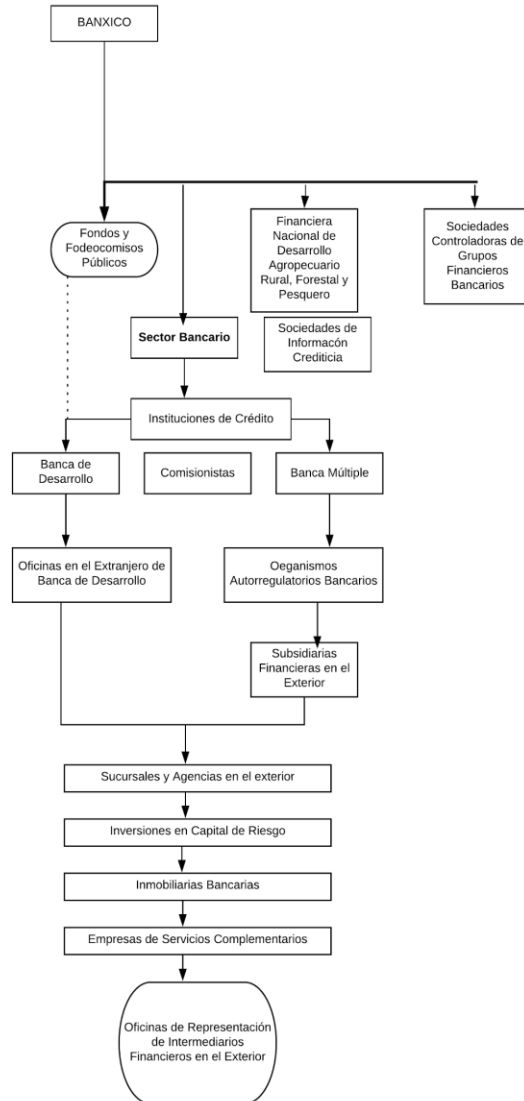 BANXICO
Fondos y
Fodeocomisos
Públicos
Financiera
Nacional de
Desarrollo
Agropecuario
Rural, Forestal y
Pesquero
Sociedades
Controladoras de
Grupos
Financieros
Bancarios
Sociedades de
Informacón
Crediticia
Sector Bancario
Instituciones de Crédito
Banca de
Desarrollo
Comisionistas
Banca Múltiple
Oficinas en el Extranjero de
Banca de Desarrollo
Oeganismos
Autorregulatorios Bancarios
Subsidiarias
Financieras en el
Exterior
Sucursales y Agencias en el exterior
Inversiones en Capital de Riesgo
Inmobiliarias Bancarias
Empresas de Servicios Complementarios
Oficinas de Representación
de Intermediarios
Financieros en el Exterior